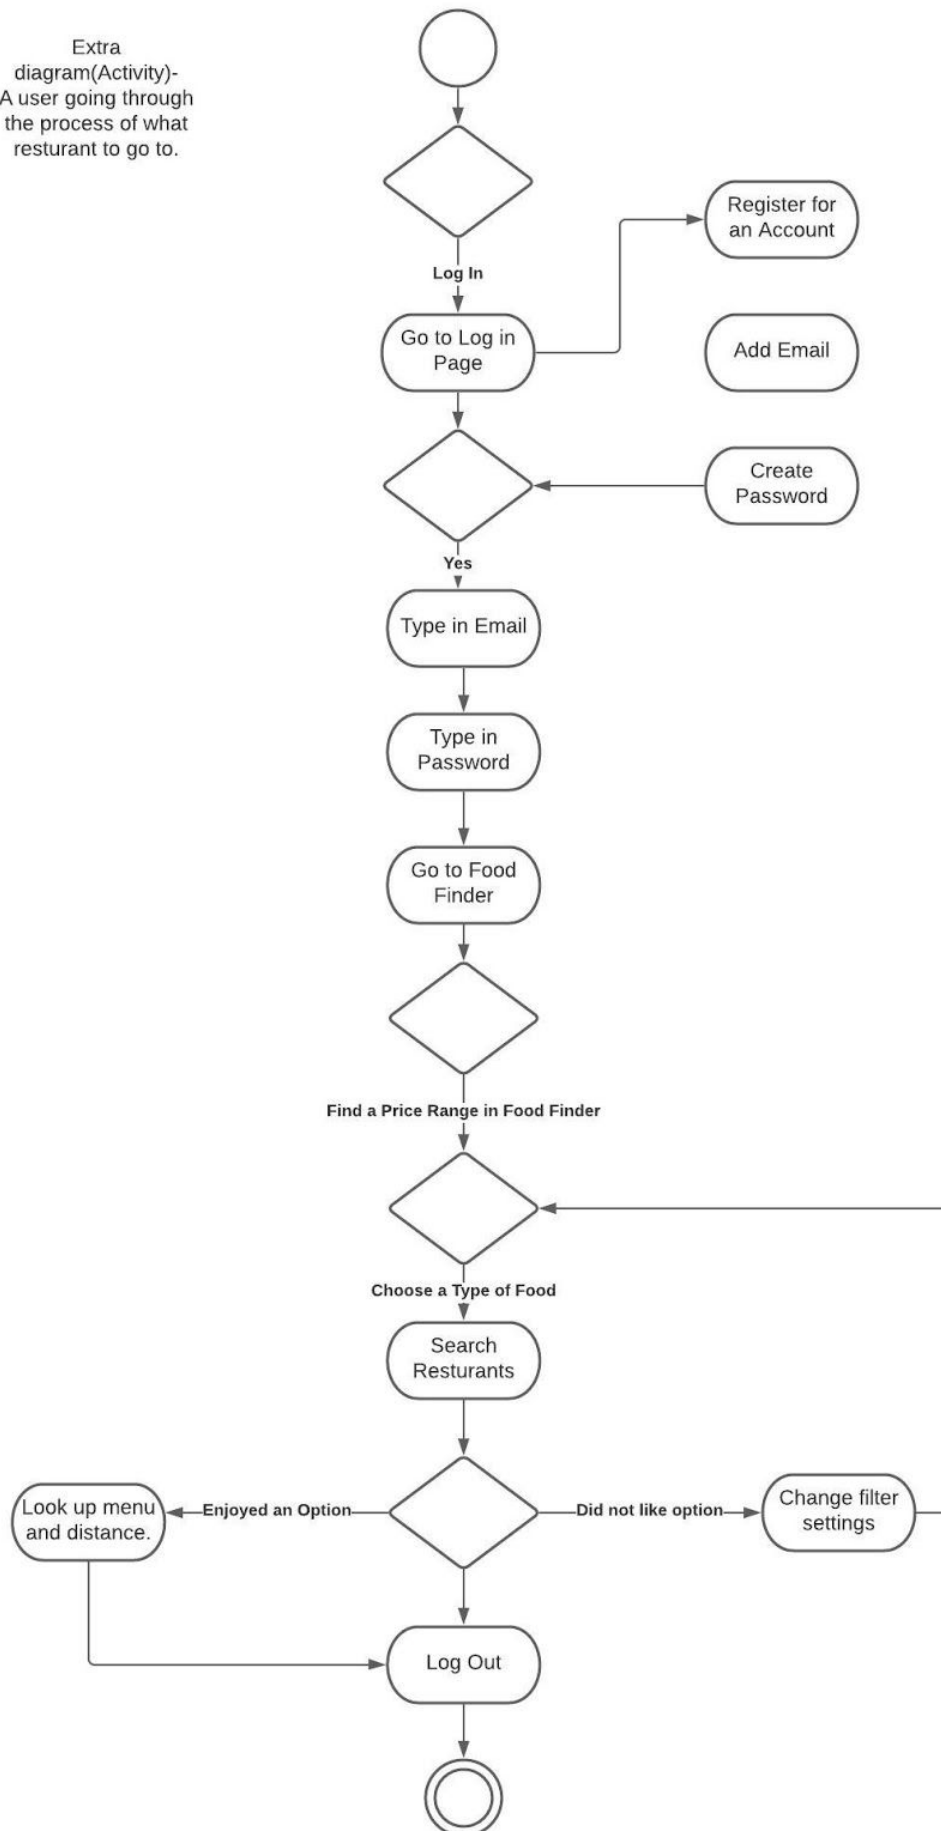 Extra
diagram(Activity)-
A user going through
the process of what
resturant to go to.
Register for
an Account
Log In
Go to Log in
Page
Add Email
Create
Password
Yes
Type in Email
Type in
Password
Go to Food
Finder
Find a Price Range in Food Finder
Choose a Type of Food
Search
Resturants
Look up menu
and distance.
Enjoyed an Option
Did not like option
Change filter
settings
Log Out